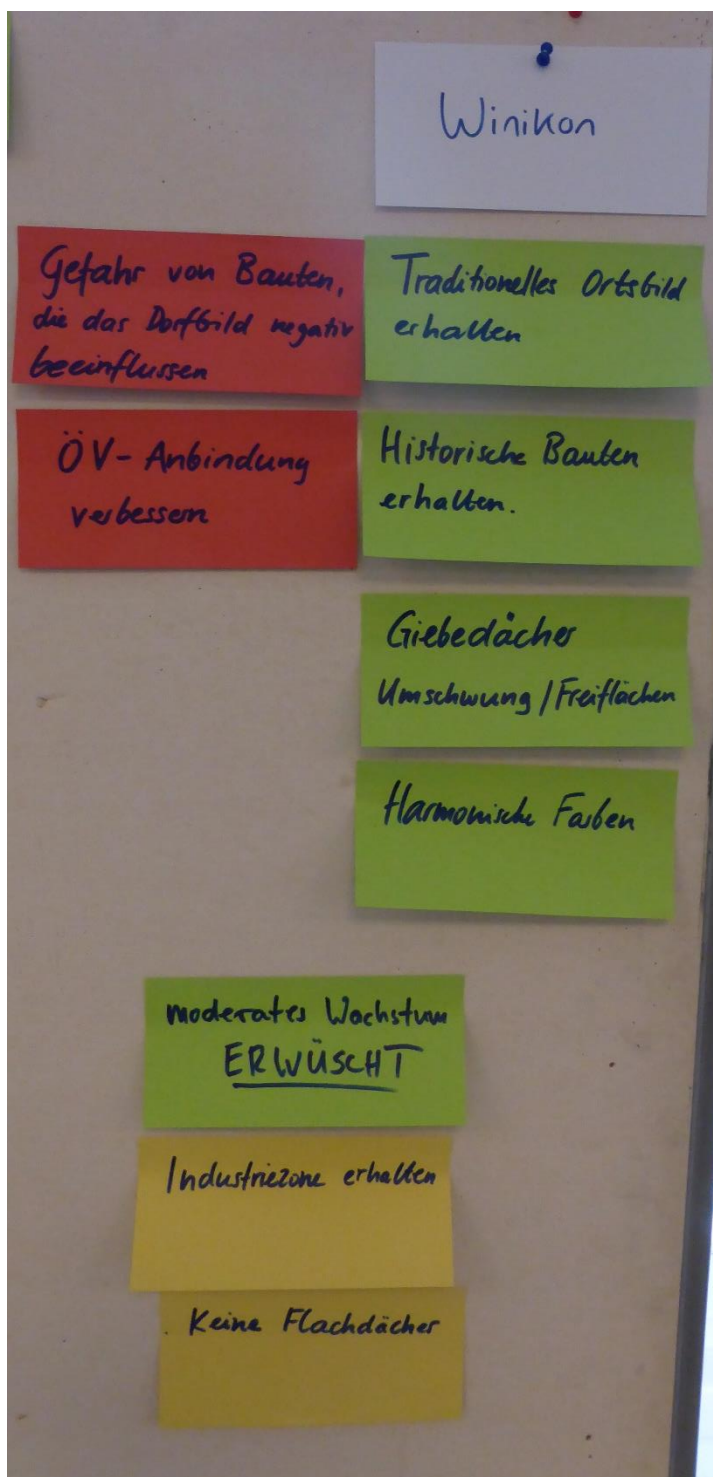 Winikon
Gefahr von Bauten,
die das Dorfbild negativ
beeinflussen
ÖV-Anbindung
verbessern
Traditionelles Ortsbild
erhalten
Historische Bauten
erhalten.
Giebedächer
Umschwung / Freiflächen
Harmonische Farben
moderates Wachstum
ERWÜSCHT
Industriezone erhalten
Keine Flachdächer